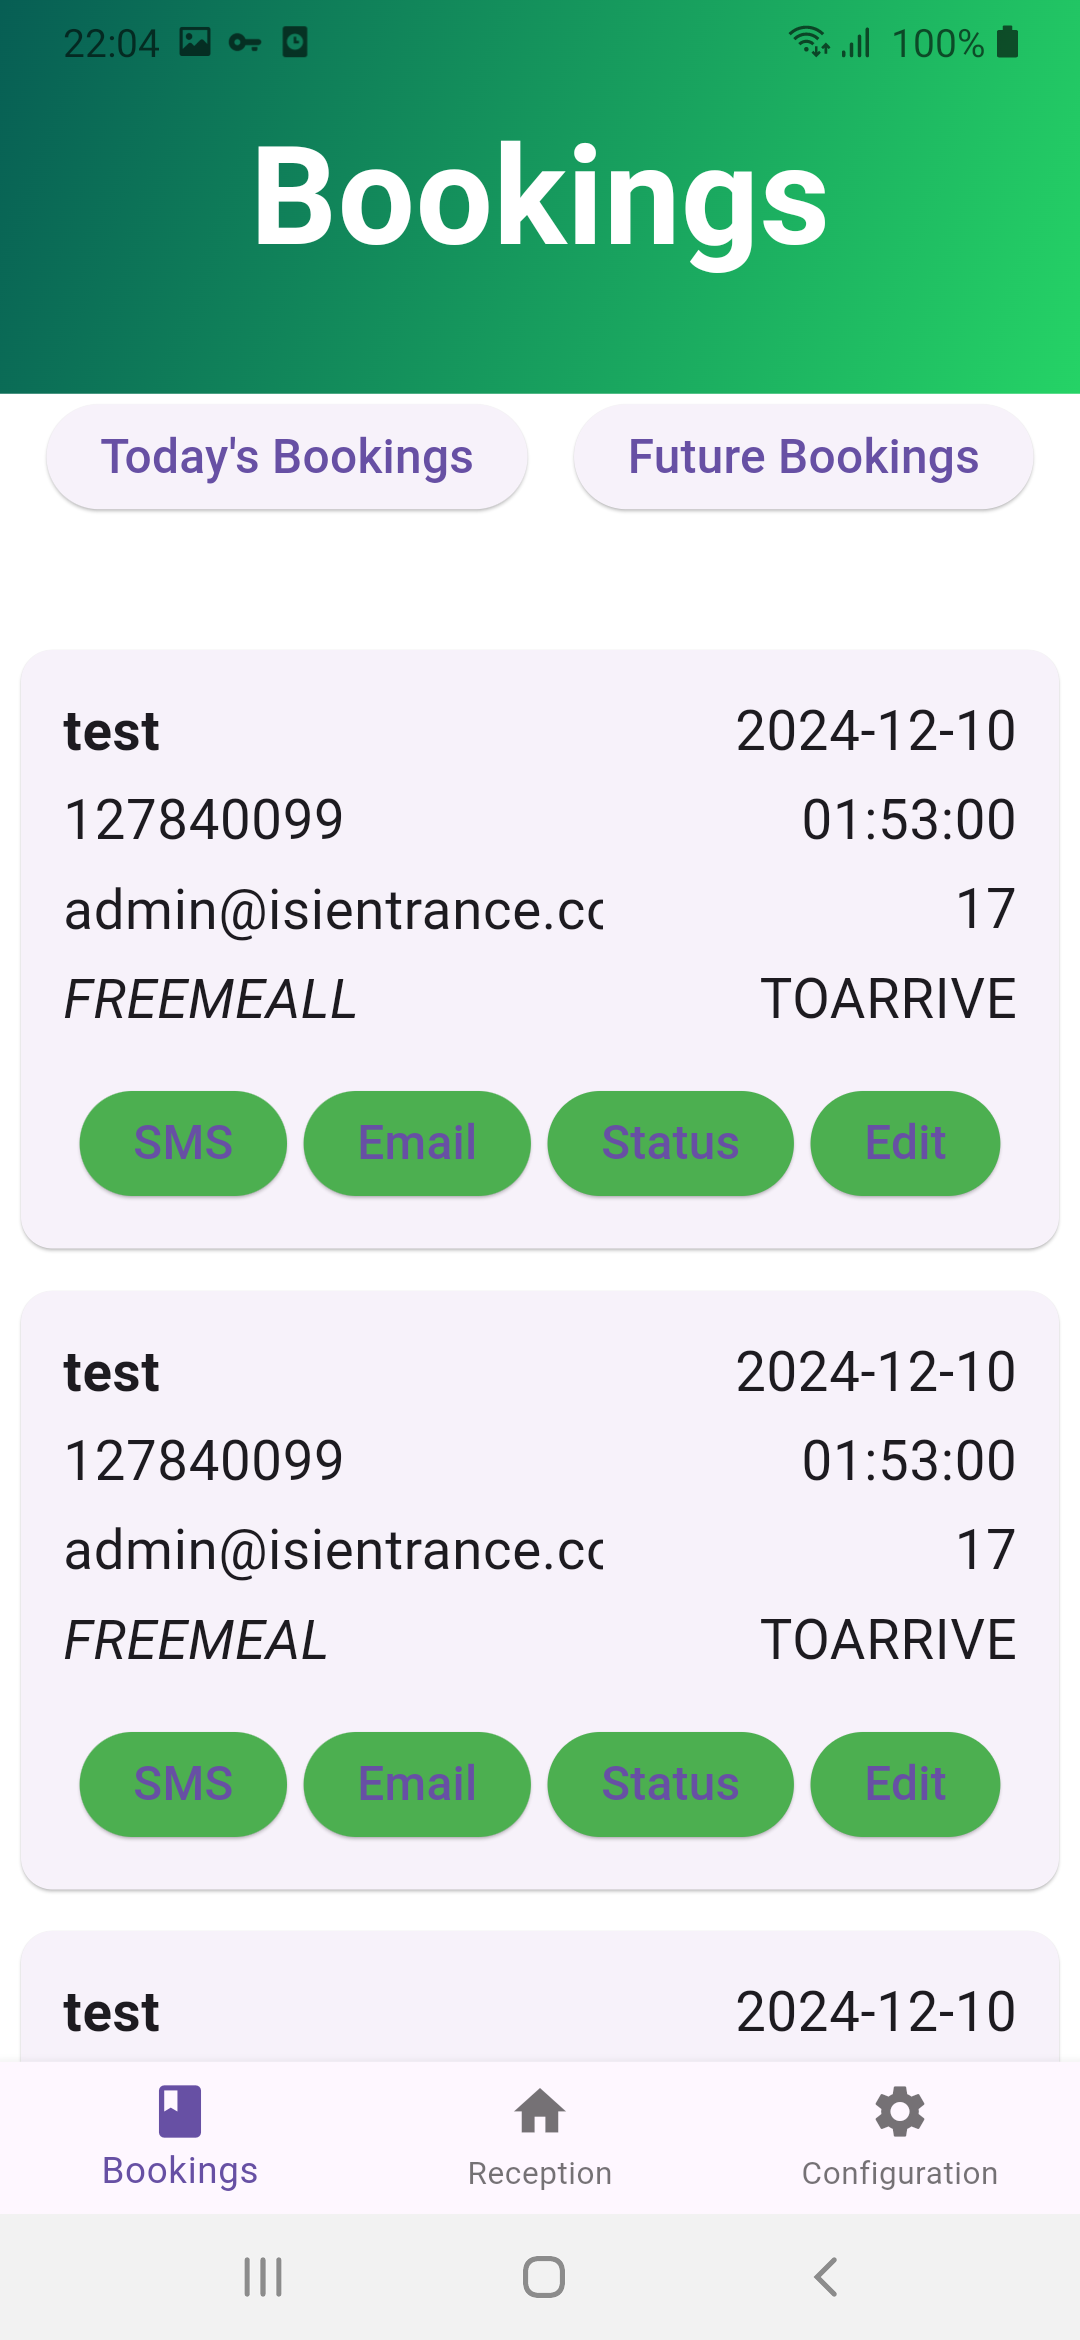 22:04 100%
Bookings
Today's Bookings Future Bookings
test 2024-12-10
127840099 01:53:00
admin@isientrance.co 17
FREEMEALL TOARRIVE
SMS Email Status Edit
test 2024-12-10
127840099 01:53:00
admin@isientrance.co 17
FREEMEAL TOARRIVE
SMS Email Status Edit
test 2024-12-10
Bookings Reception Configuration